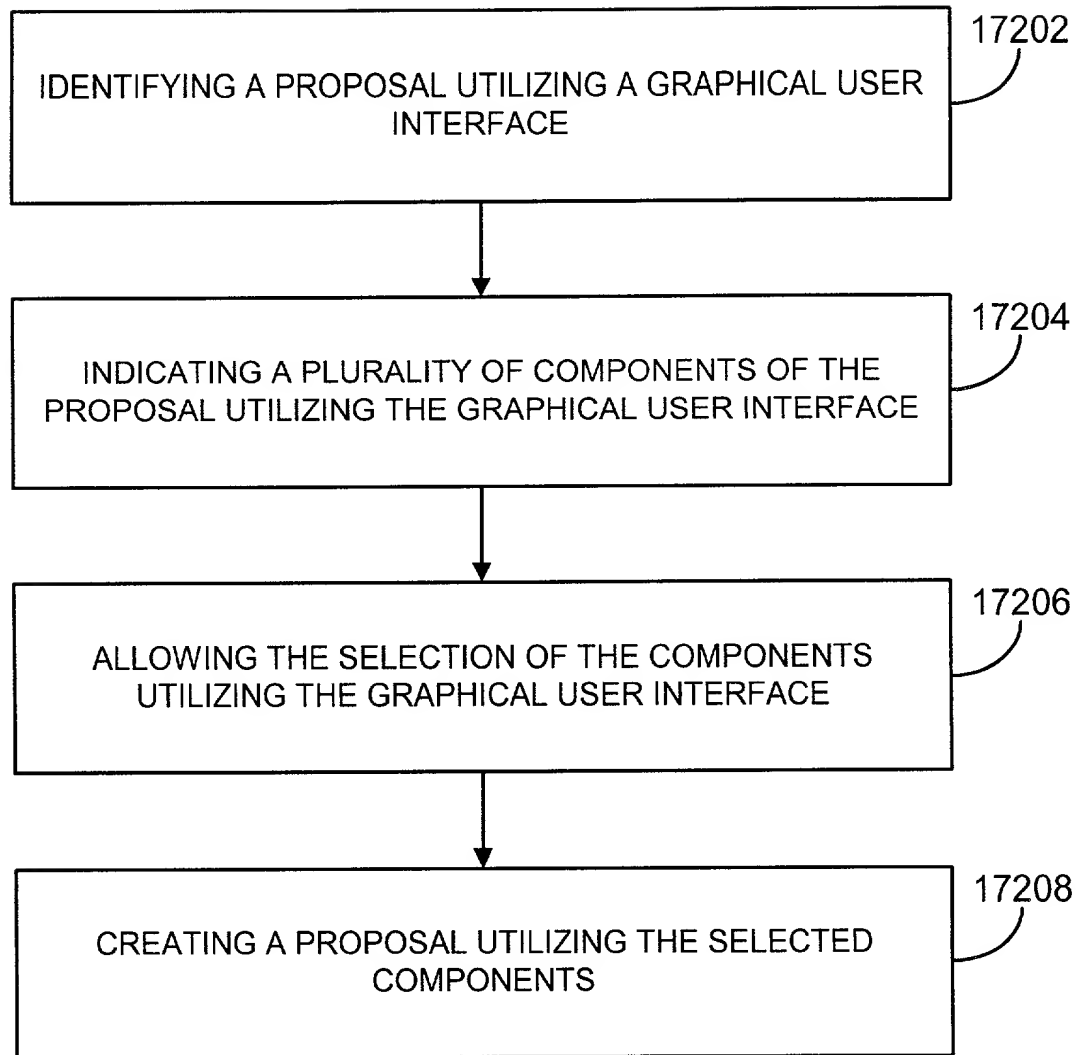 17202
IDENTIFYING A PROPOSAL UTILIZING A GRAPHICAL USER
INTERFACE
17204
INDICATING A PLURALITY OF COMPONENTS OF THE
PROPOSAL UTILIZING THE GRAPHICAL USER INTERFACE
17206
ALLOWING THE SELECTION OF THE COMPONENTS
UTILIZING THE GRAPHICAL USER INTERFACE
17208
CREATING A PROPOSAL UTILIZING THE SELECTED
COMPONENTS